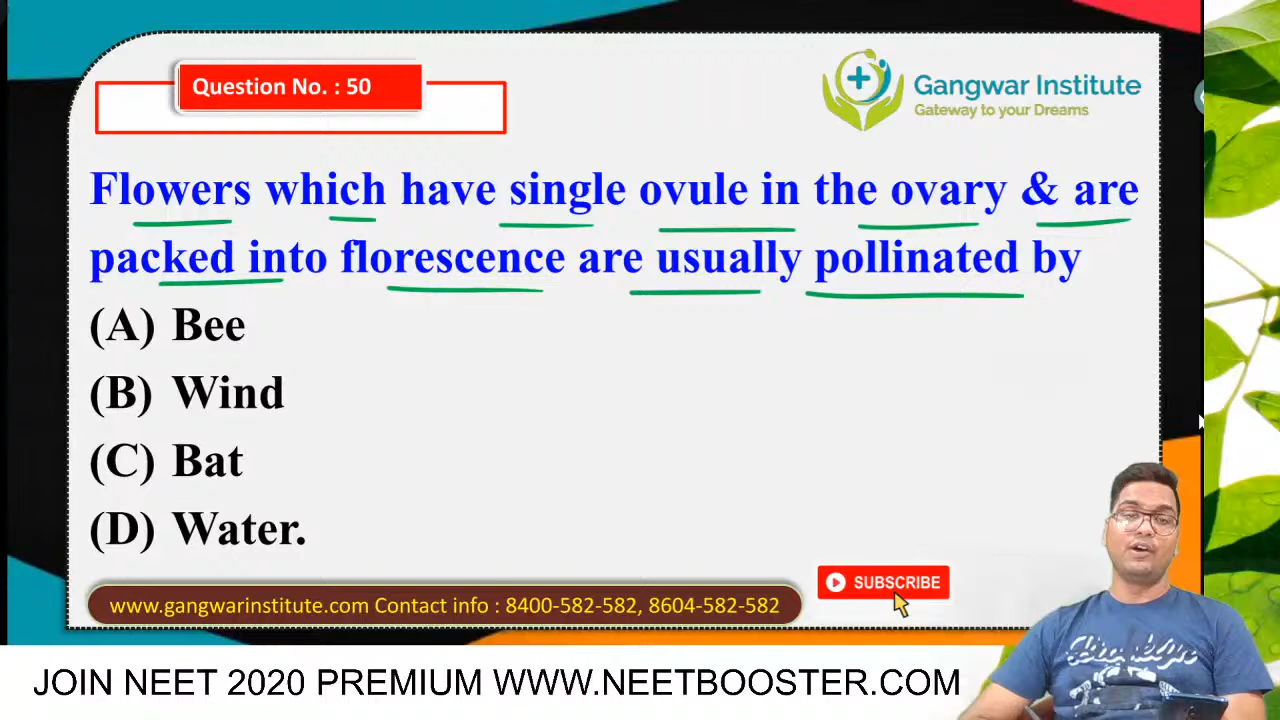 Question No. : 50
Gangwar Institute
Gateway to your Dreams
Flowers which have single ovule in the ovary & are
packed into florescence are usually pollinated by
(A) Bee
(B) Wind
(C) Bat
(D) Water.
SUBSCRIBE
www.gangwarinstitute.com Contact info : 8400-582-582, 8604-582-582
JOIN NEET 2020 PREMIUM WWW.NEETBOOSTER.COM